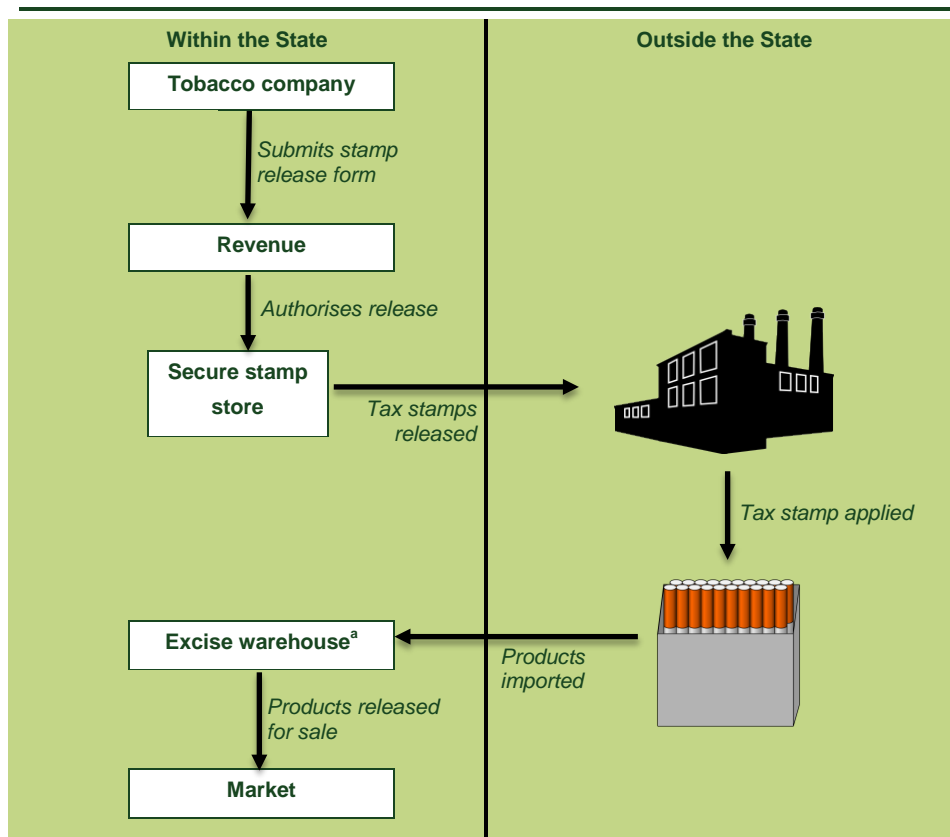 Within the State
Outside the State
Tobacco company
Submits stamp
release form
Revenue
Authorises release
Secure stamp
store
Tax stamps
released
Tax stamp applied
Excise warehouseᵃ
Products
imported
Products released
for sale
Market